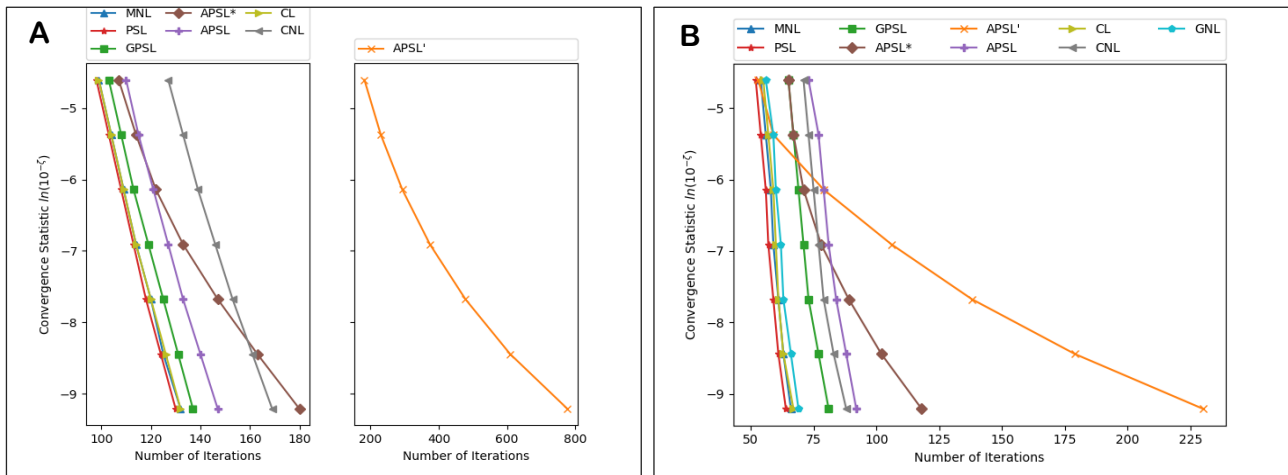 A
MNL
PSL
GPSL
APSL*
APSL
CL
CNL
APSL'
Convergence Statistic ln(10^−ζ)
−5
−6
−7
−8
−9
100 120 140 160 180
Number of Iterations
200 400 600 800
Number of Iterations
B
MNL
PSL
GPSL
APSL*
APSL'
APSL
CL
CNL
GNL
Convergence Statistic ln(10^−ζ)
−5
−6
−7
−8
−9
50 75 100 125 150 175 200 225
Number of Iterations